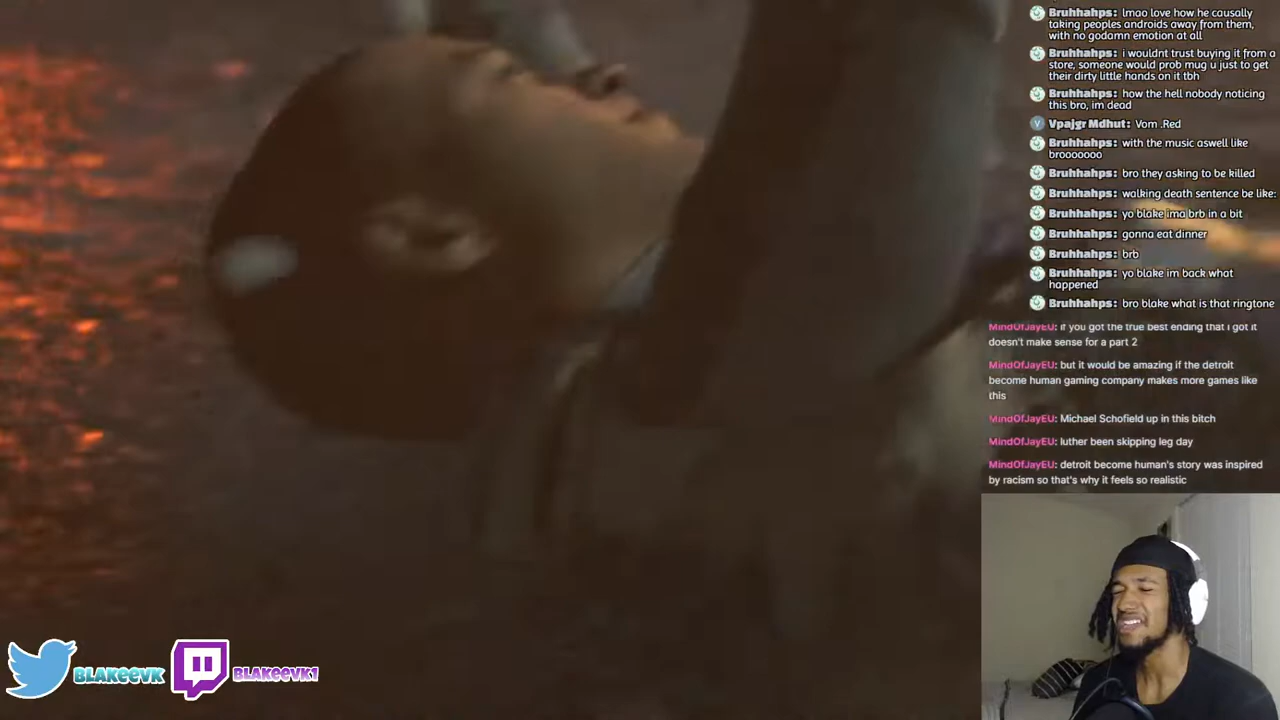 Bruhhahps: lmao love how he causally
taking peoples androids away from them,
with no godamn emotion at all
Bruhhahps: i wouldnt trust buying it from a
store, someone would prob mug u just to get
their dirty little hands on it tbh
Bruhhahps: how the hell nobody noticing
this bro, im dead
V Vpajgr Mdhut: Vom .Red
Bruhhahps: with the music aswell like
brooooooo
Bruhhahps: bro they asking to be killed
Bruhhahps: walking death sentence be like:
Bruhhahps: yo blake ima brb in a bit
Bruhhahps: gonna eat dinner
Bruhhahps: brb
Bruhhahps: yo blake im back what
happened
Bruhhahps: bro blake what is that ringtone
MindOfJayEU: if you got the true best ending that i got it
doesn't make sense for a part 2
MindOfJayEU: but it would be amazing if the detroit
become human gaming company makes more games like
this
MindOfJayEU: Michael Schofield up in this bitch
MindOfJayEU: luther been skipping leg day
MindOfJayEU: detroit become human's story was inspired
by racism so that's why it feels so realistic
BLAKEEVK
BLAKEEVK1